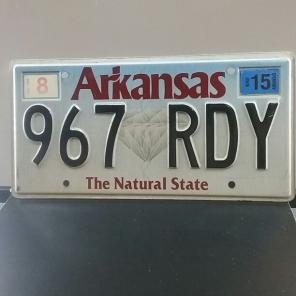 8 Arkansas 15
967 RDY
The Natural State